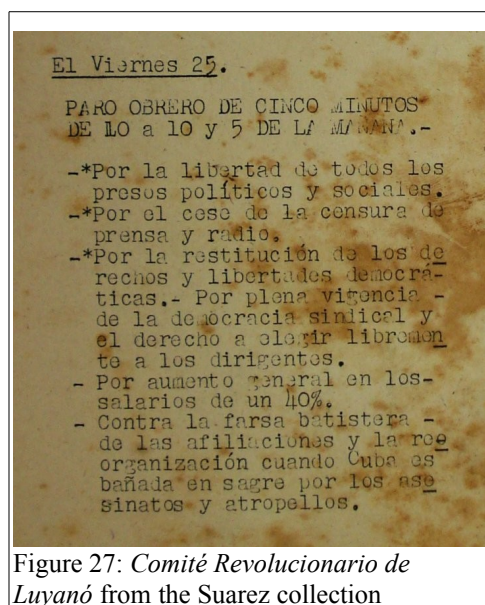 El Viernes 25.
PARO OBRERO DE CINCO MINUTOS
DE 10 a 10 y 5 DE LA MAÑANA.-
-*Por la libertad de todos los
presos políticos y sociales.
-*Por el cese de la censura de
prensa y radio.
-*Por la restitución de los de
rechos y libertades democrá-
ticas.- Por plena vigencia -
de la democracia sindical y
el derecho a elegir libremen
te a los dirigentes.
- Por aumento general en los-
salarios de un 40%.
- Contra la farsa batistera -
de las afiliaciones y la ree
organización cuando Cuba es
bañada en sagre por los ase
sinatos y atropellos.
Figure 27: Comité Revolucionario de
Luyanó from the Suarez collection